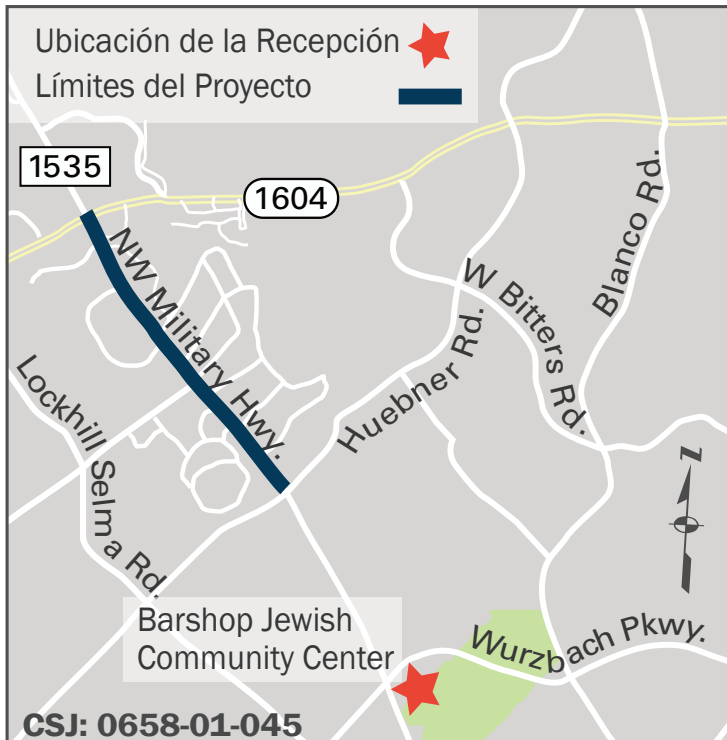 Ubicación de la Recepción
Límites del Proyecto
1535
1604
NW Military Hwy.
Blanco Rd.
W Bitters Rd.
Huebner Rd.
Lockhill Selma Rd.
z
Barshop Jewish
Community Center
Wurzbach Pkwy.
CSJ: 0658-01-045